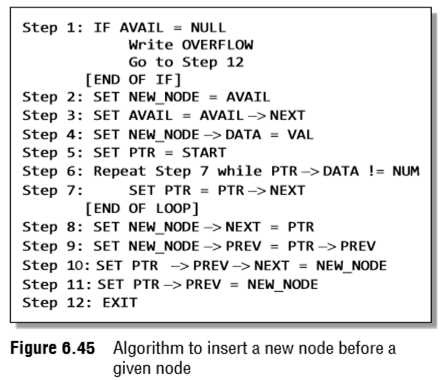 Step 1: IF AVAIL = NULL
Write OVERFLOW
Go to Step 12
[END OF IF]
Step 2: SET NEW_NODE = AVAIL
Step 3: SET AVAIL = AVAIL —> NEXT
Step 4: SET NEW_NODE —> DATA = VAL
Step 5: SET PTR = START
Step 6: Repeat Step 7 while PTR —> DATA != NUM
Step 7: SET PTR = PTR —> NEXT
[END OF LOOP]
Step 8: SET NEW_NODE —> NEXT = PTR
Step 9: SET NEW_NODE —> PREV = PTR —> PREV
Step 10: SET PTR —> PREV —> NEXT = NEW_NODE
Step 11: SET PTR —> PREV = NEW_NODE
Step 12: EXIT
Figure 6.45 Algorithm to insert a new node before a
given node